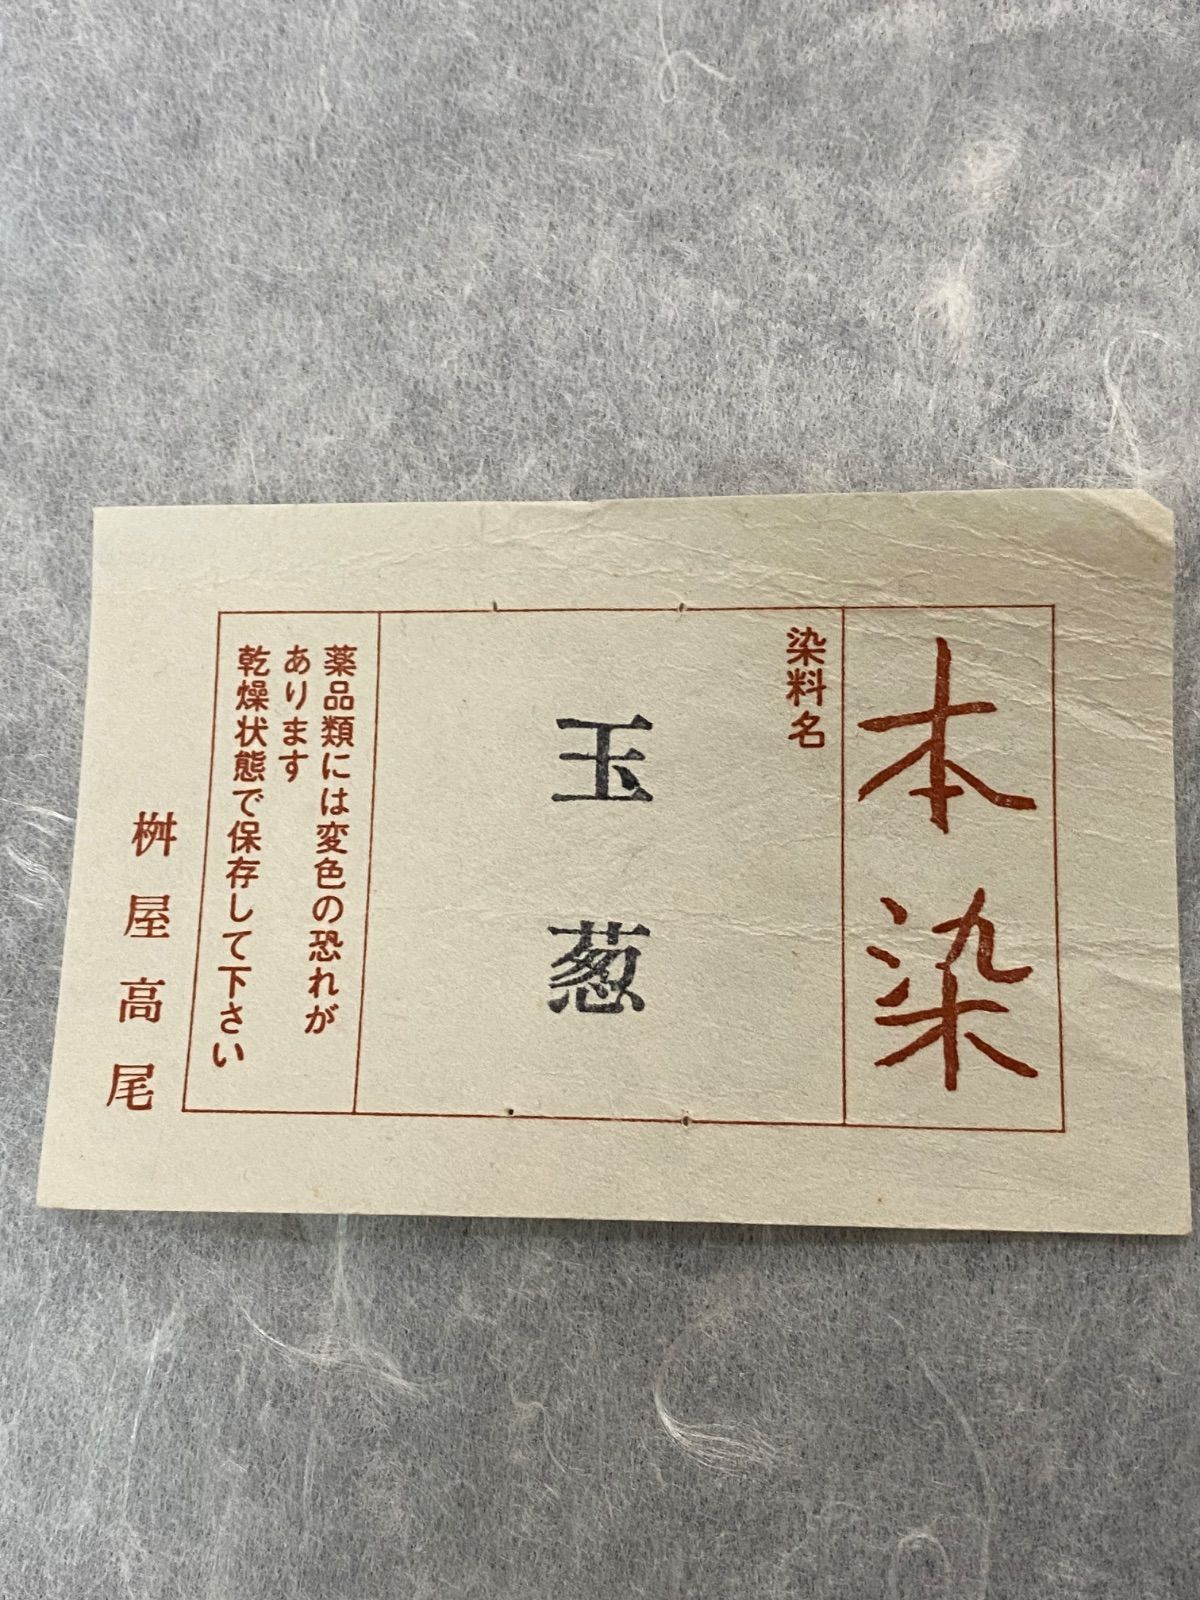 本染
染料名
玉葱
薬品類には変色の恐れが
あります
乾燥状態で保存して下さい
桝屋高尾